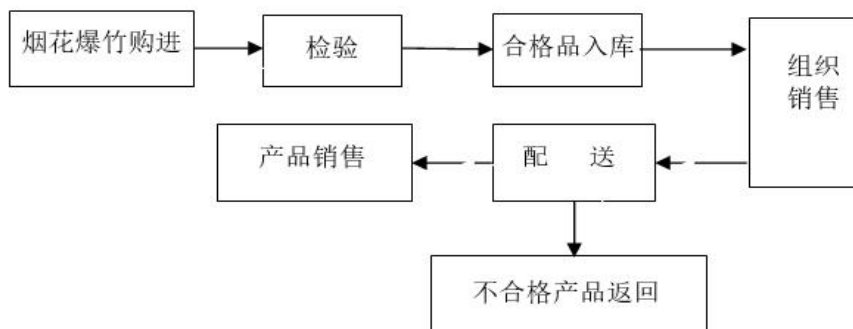 烟花爆竹购进
检验
合格品入库
组织
销售
产品销售
配 送
不合格产品返回